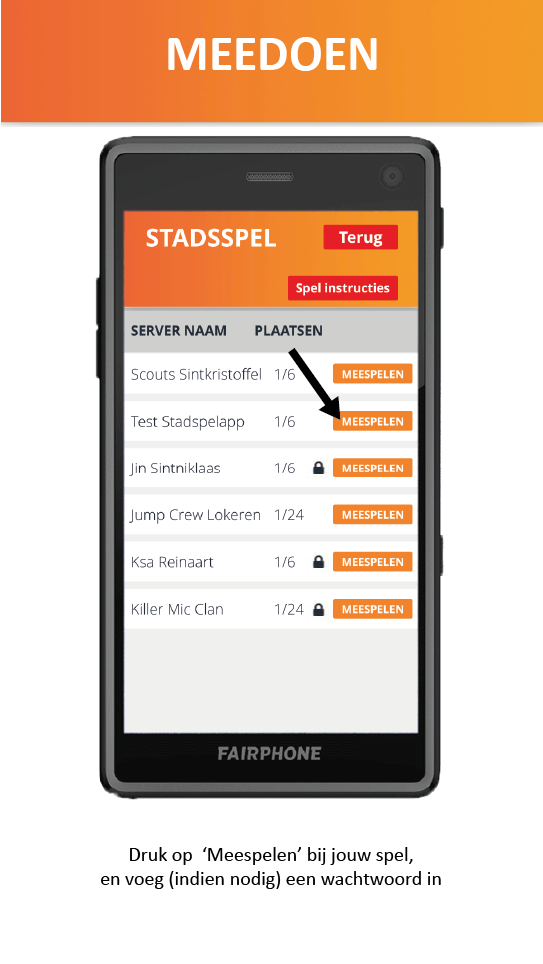 MEEDOEN
STADSSPEL Terug
Spel instructies
SERVER NAAM PLAATSEN
Scouts Sintkristoffel 1/6 MEESPELEN
Test Stadspelapp 1/6 MEESPELEN
Jin Sintniklaas 1/6 MEESPELEN
Jump Crew Lokeren 1/24 MEESPELEN
Ksa Reinaart 1/6 MEESPELEN
Killer Mic Clan 1/24 MEESPELEN
FAIRPHONE
Druk op ‘Meespelen’ bij jouw spel,
en voeg (indien nodig) een wachtwoord in